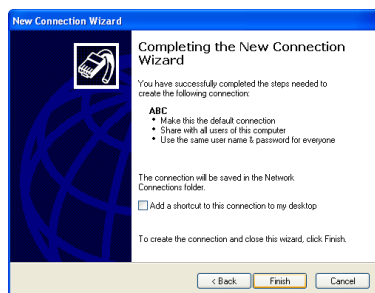 New Connection Wizard
Completing the New Connection
Wizard
You have successfully completed the steps needed to
create the following connection:
ABC
• Make this the default connection
• Share with all users of this computer
• Use the same user name & password for everyone
The connection will be saved in the Network
Connections folder.
Add a shortcut to this connection to my desktop
To create the connection and close this wizard, click Finish.
< Back
Finish
Cancel